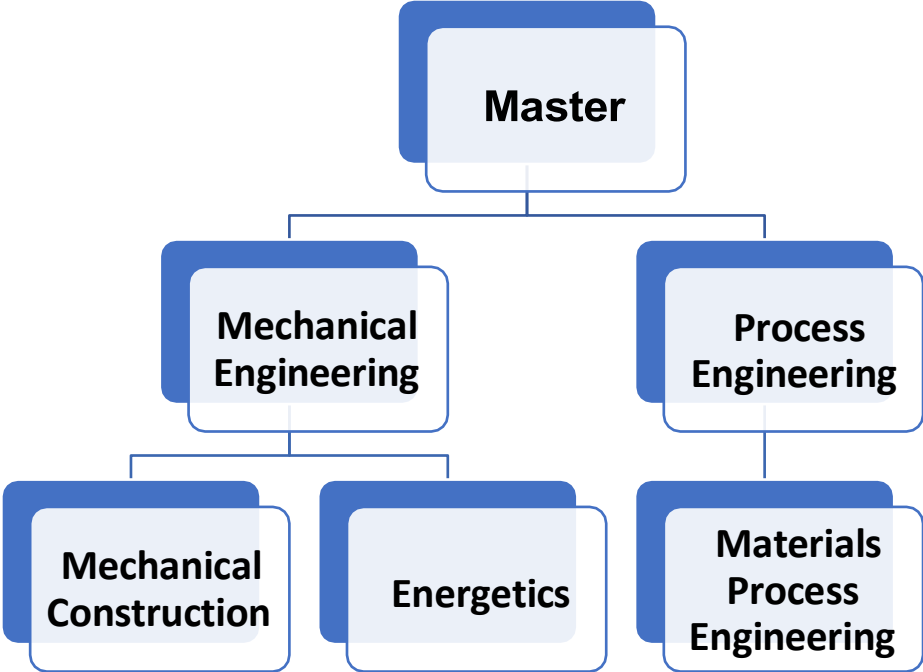 Master
Mechanical
Engineering
Process
Engineering
Mechanical
Construction
Energetics
Materials
Process
Engineering